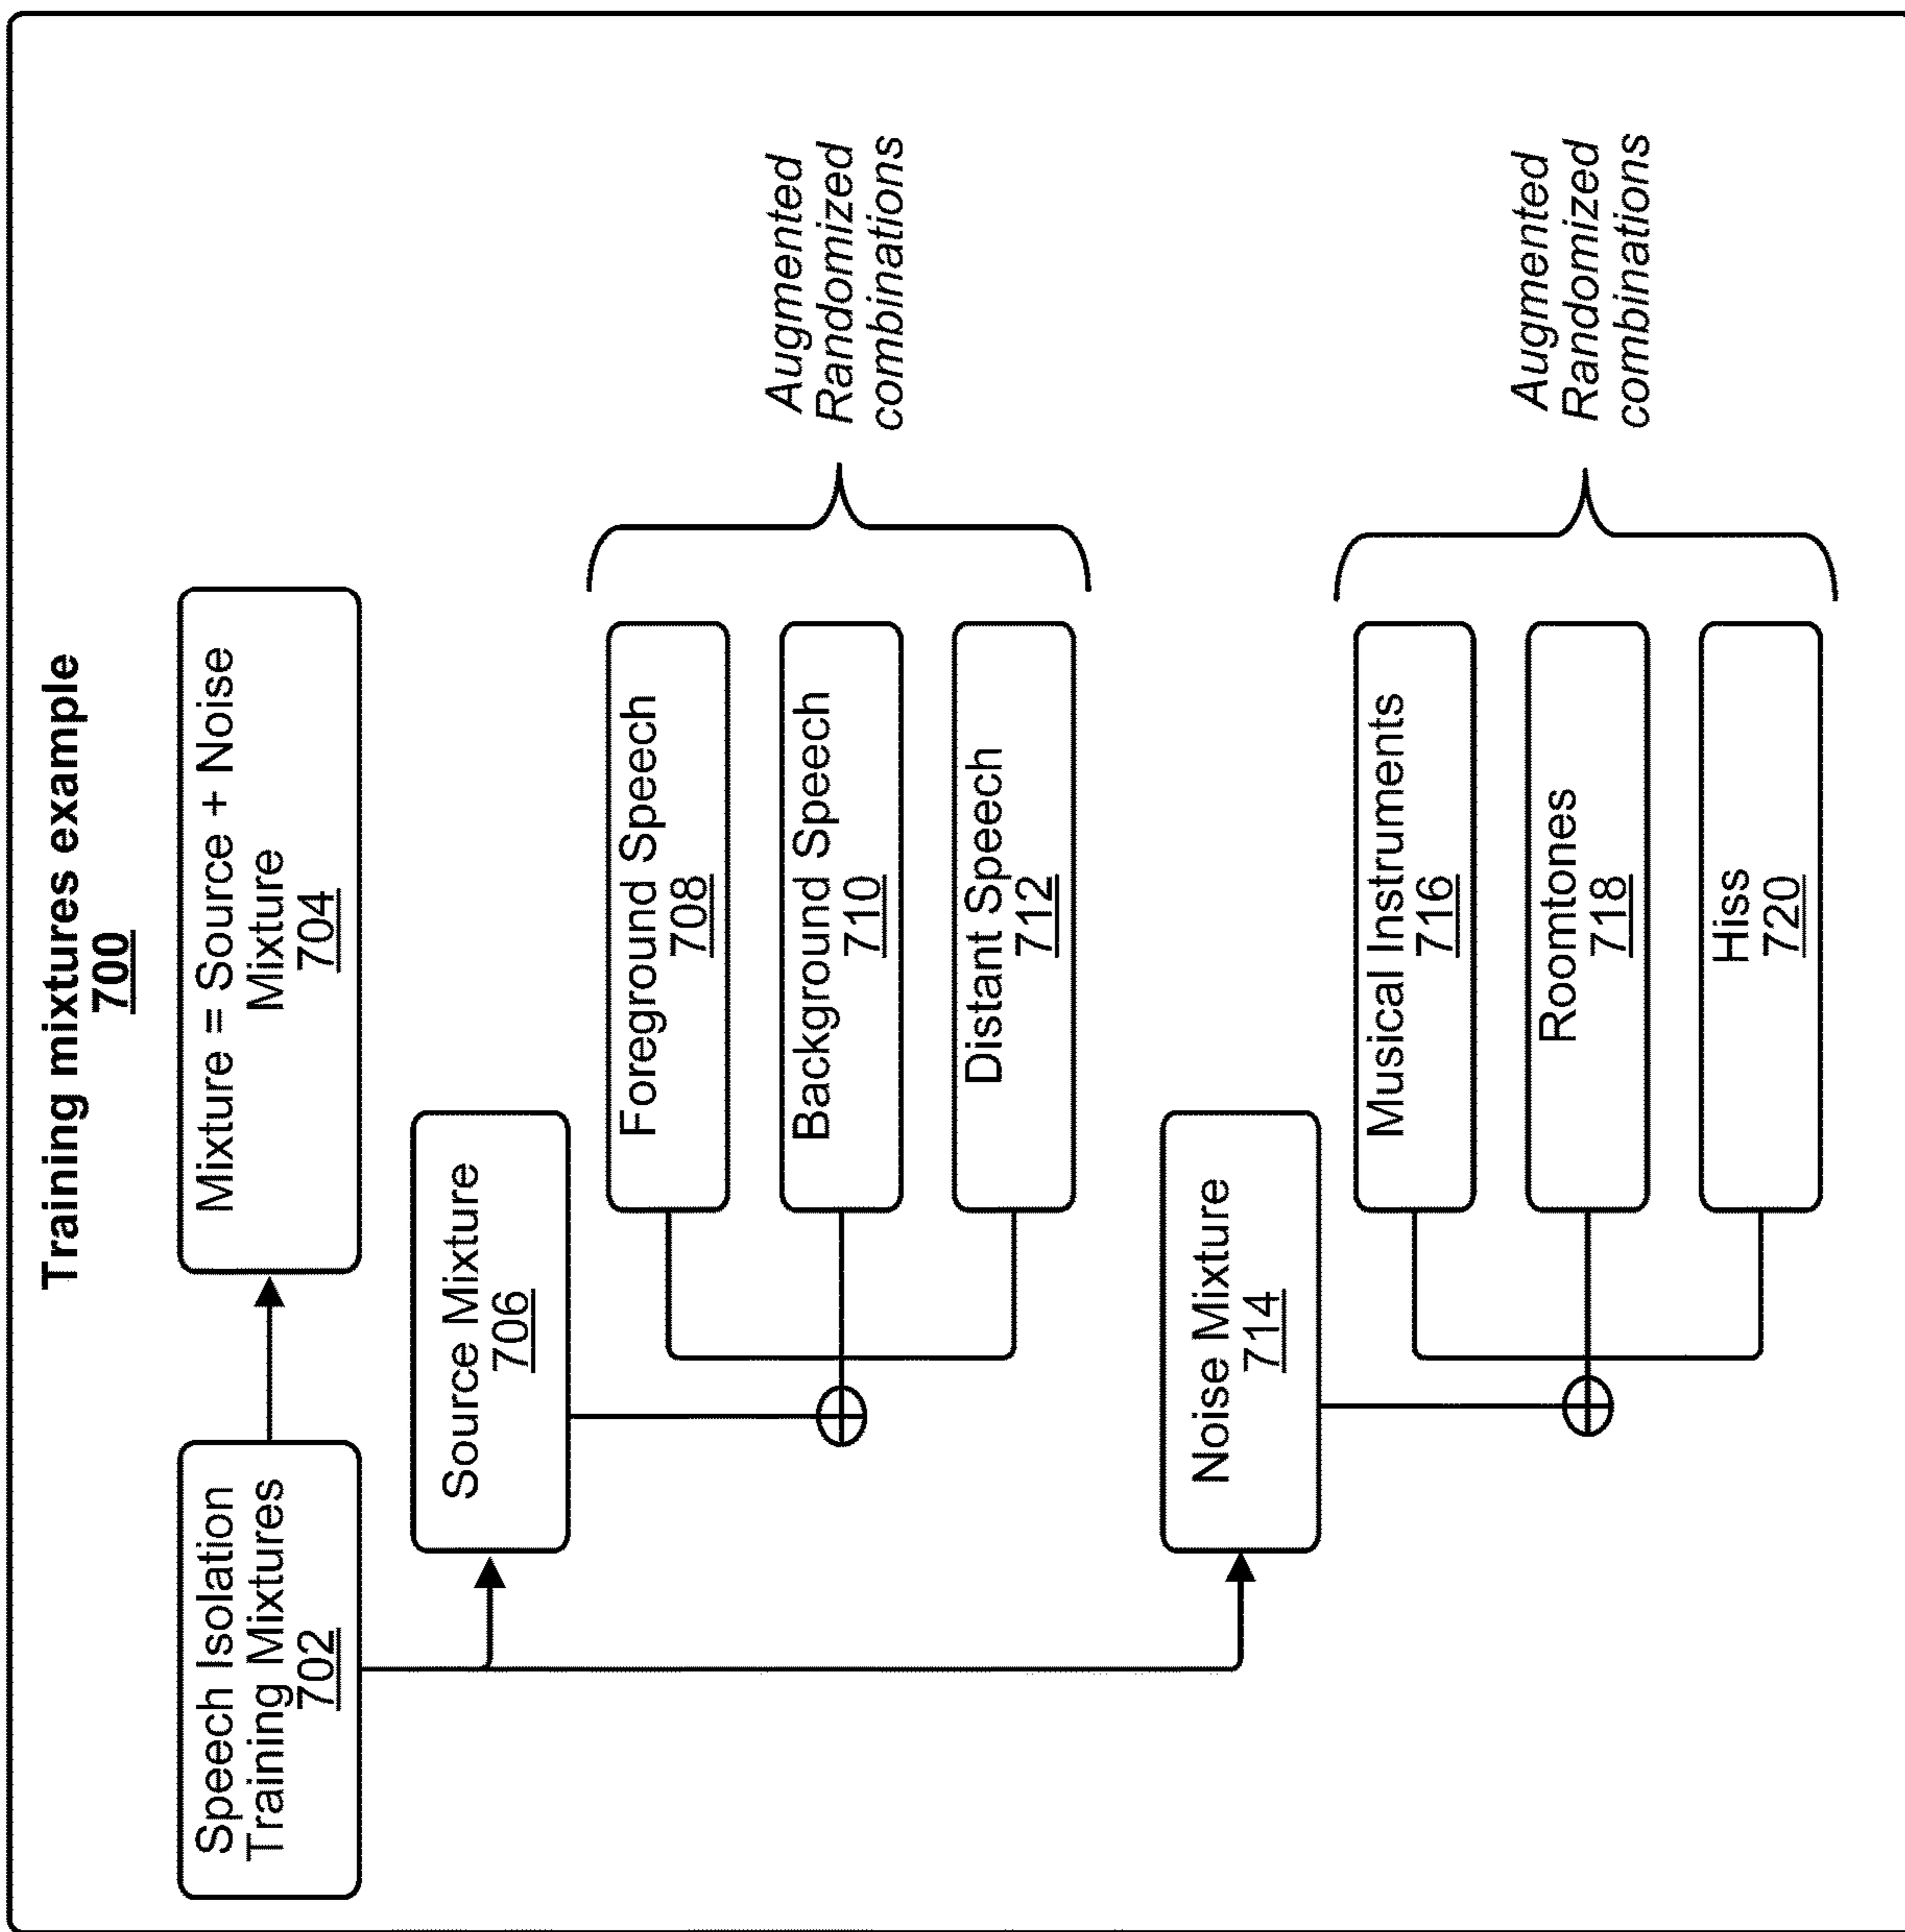 Training mixtures example
700
Speech Isolation
Training Mixtures
702
Mixture = Source + Noise
Mixture
704
Source Mixture
706
Foreground Speech
708
Background Speech
710
Distant Speech
712
Augmented
Randomized
combinations
Noise Mixture
714
Musical Instruments
716
Roomtones
718
Hiss
720
Augmented
Randomized
combinations